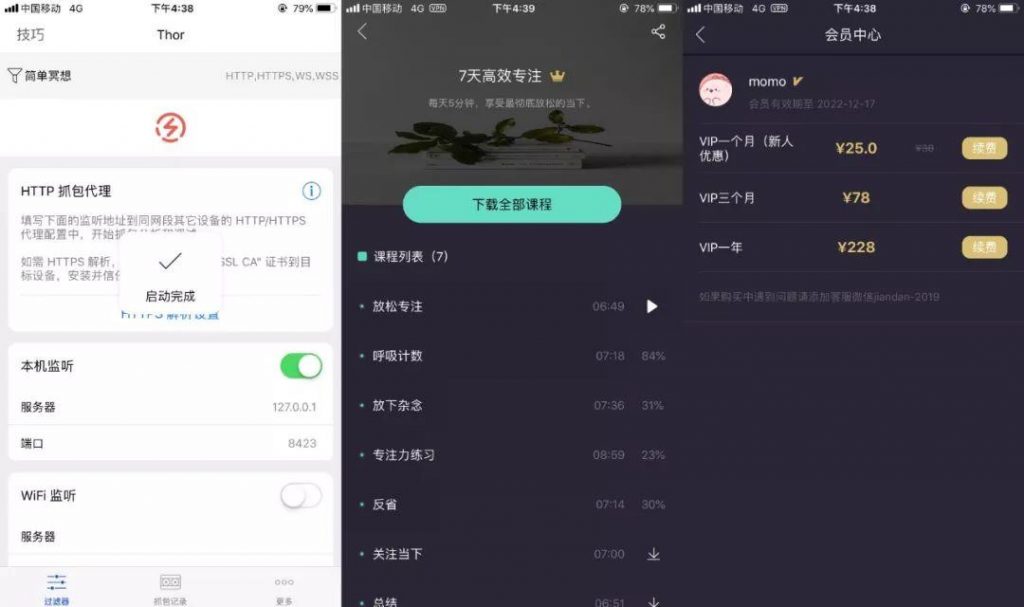 中国移动 4G 下午4:38 79%
技巧 Thor
简单冥想 HTTP,HTTPS,WS,WSS
HTTP 抓包代理
填写下面的监听地址到同网段其它设备的 HTTP/HTTPS
代理配置中，开始抓包
如需 HTTPS 解析， SSL CA" 证书到目
标设备，安装并信任
启动完成
HTTPS 解析设置
本机监听
服务器 127.0.0.1
端口 8423
WiFi 监听
服务器
过滤器 抓包记录 更多
中国移动 4G VPN 下午4:39 78%
7天高效专注
每天5分钟，享受最彻底放松的当下。
下载全部课程
课程列表（7）
放松专注 06:49
呼吸计数 07:18 84%
放下杂念 07:36 31%
专注力练习 08:59 23%
反省 07:14 30%
关注当下 07:00
总结 06:51
中国移动 4G VPN 下午4:38 78%
会员中心
momo
会员有效期至 2022-12-17
VIP一个月（新人
优惠） ¥25.0 ¥38 续费
VIP三个月 ¥78 续费
VIP一年 ¥228 续费
如果购买中遇到问题请添加客服微信jiandan-2019